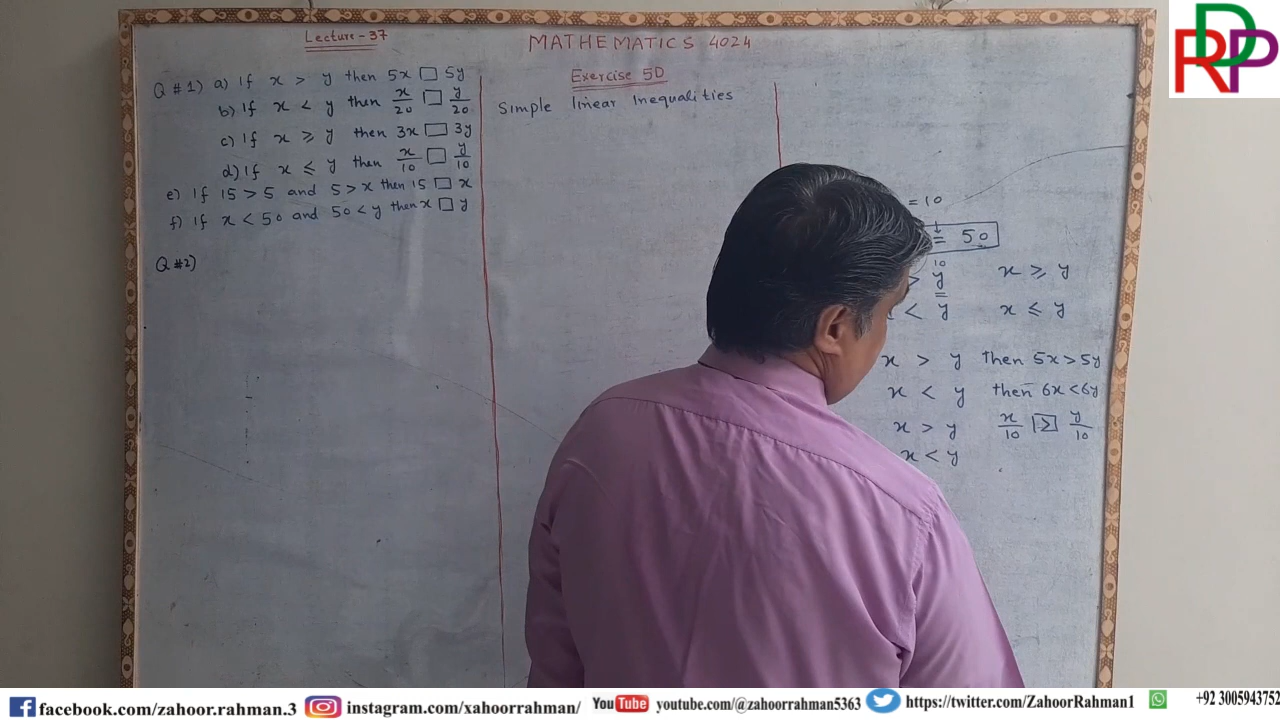 Lecture - 37
MATHEMATICS 4024
RDDP
Q #1) a) If x > y then 5x □ 5y
b) If x < y then x/20 □ y/20
c) If x ≥ y then 3x □ 3y
d) If x ≤ y then x/10 □ y/10
e) If 15 > 5 and 5 > x then 15 □ x
f) If x < 50 and 50 < y then x □ y
Q #2)
Exercise 5D
Simple linear Inequalities
= 10
= 50
10
> y x ≥ y
< y x ≤ y
x > y then 5x > 5y
x < y then 6x < 6y
x > y x/10 > y/10
x < y
facebook.com/zahoor.rahman.3
instagram.com/xahoorrahman/
YouTube youtube.com/@zahoorrahman5363
https://twitter.com/ZahoorRahman1
+92 3005943752